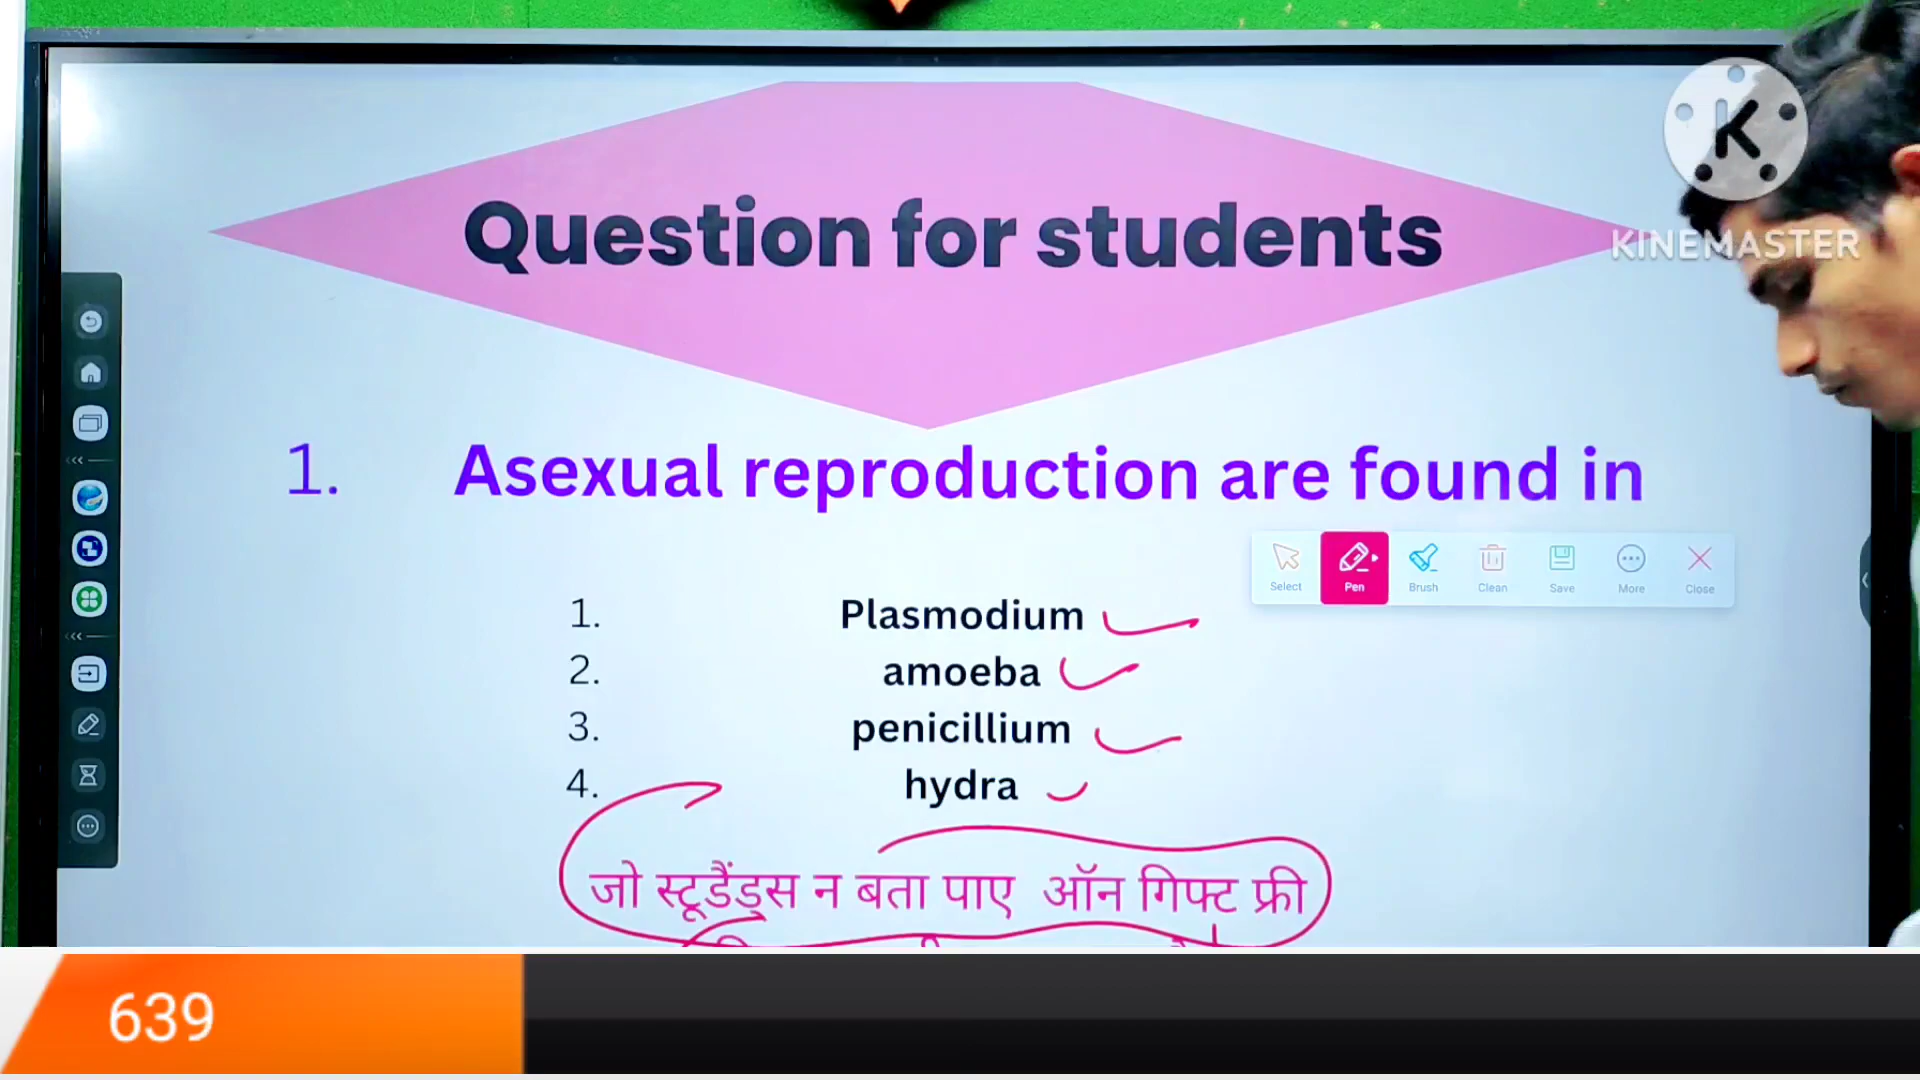 K
KINEMASTER
Question for students
1. Asexual reproduction are found in
Select Pen Brush Clean Save More Close
1. Plasmodium
2. amoeba
3. penicillium
4. hydra
जो स्टूडैंड्स न बता पाए ऑन गिफ्ट फ्री
639